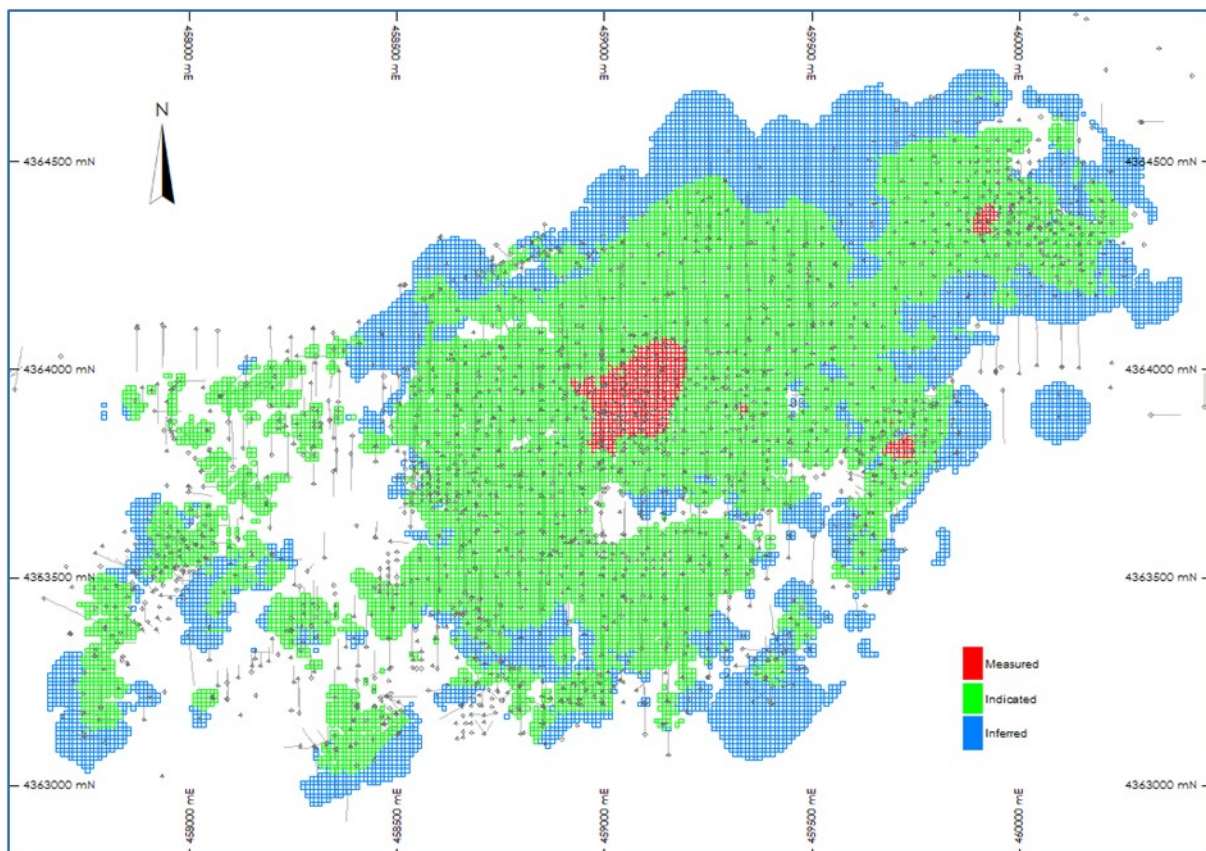 458000 mE
458500 mE
459000 mE
459500 mE
460000 mE
N
4364500 mN
4364500 mN
4364000 mN
4364000 mN
4363500 mN
4363500 mN
Measured
Indicated
Inferred
4363000 mN
4363000 mN
458000 mE
458500 mE
459000 mE
459500 mE
460000 mE